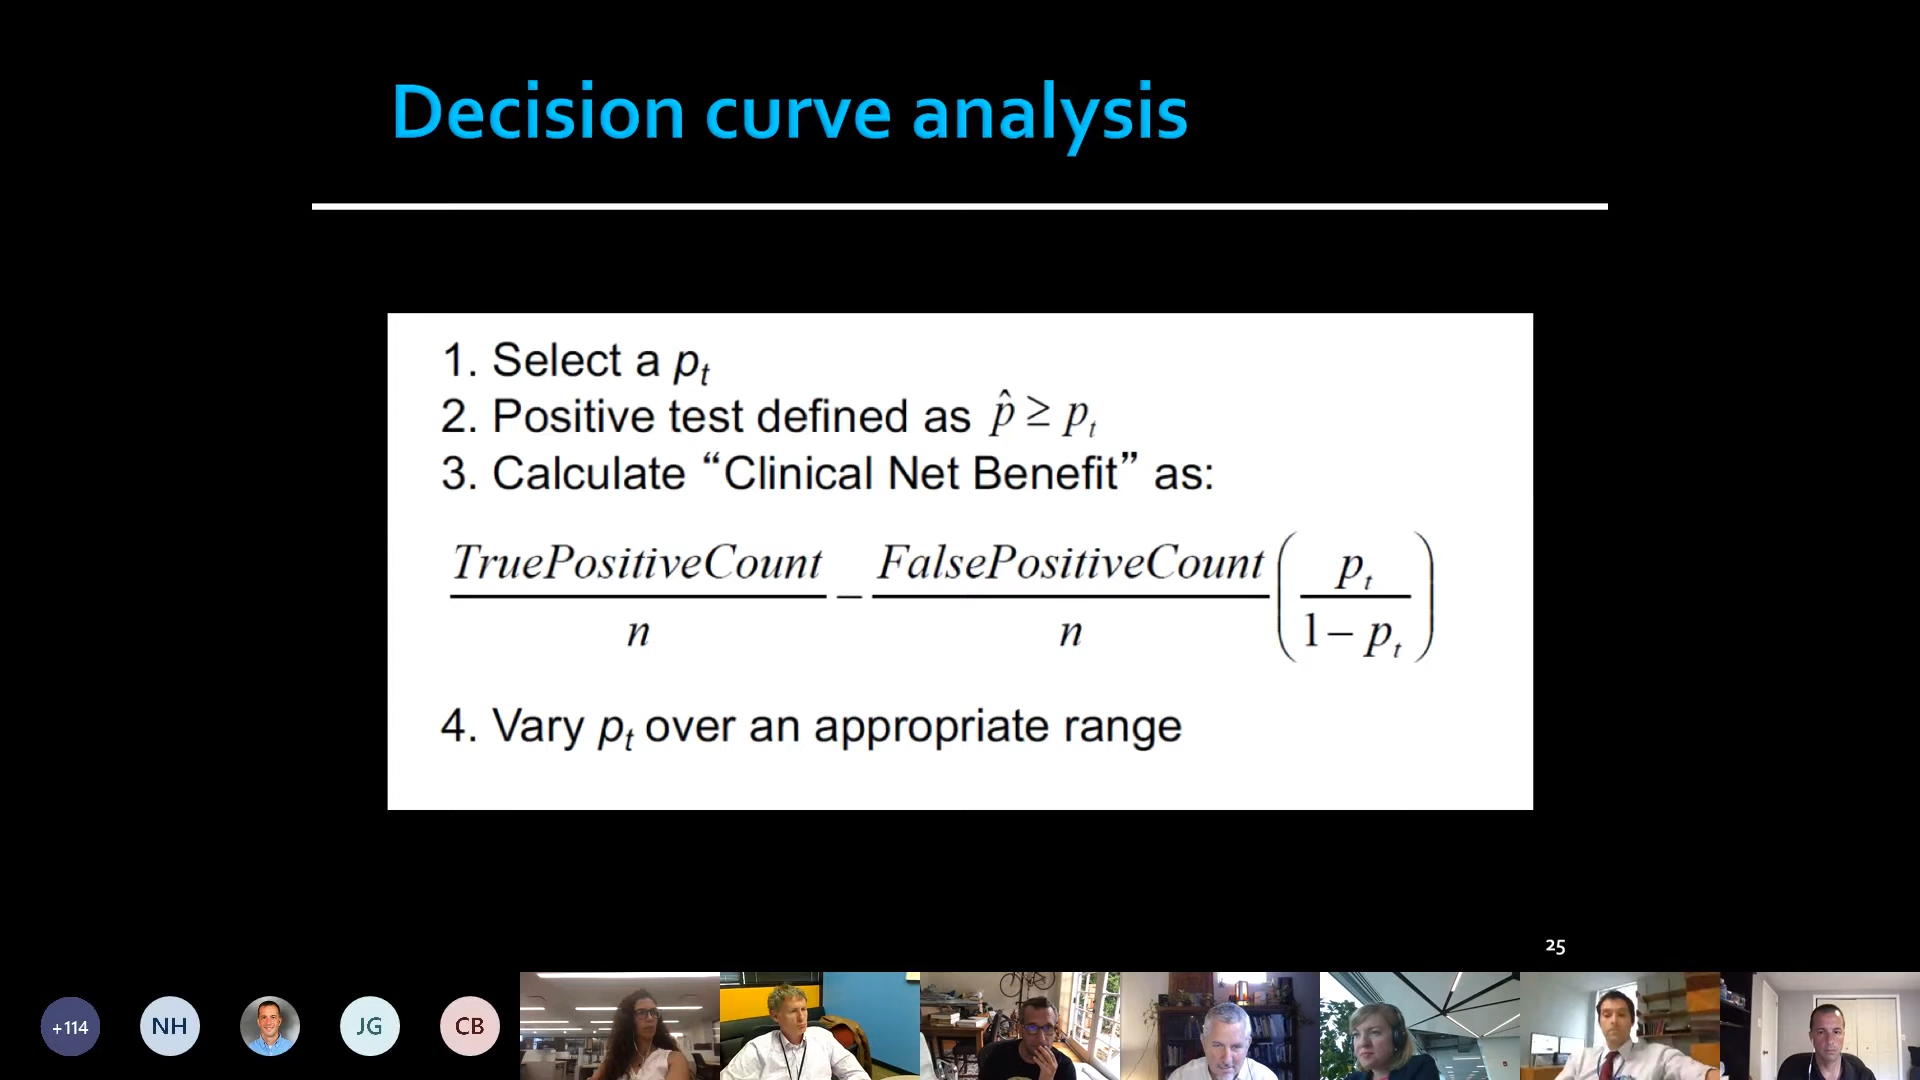 Decision curve analysis
1. Select a pₜ
2. Positive test defined as p̂ ≥ pₜ
3. Calculate “Clinical Net Benefit” as:
TruePositiveCount/n − FalsePositiveCount/n (pₜ/1− pₜ)
4. Vary pₜ over an appropriate range
25
+114 NH JG CB